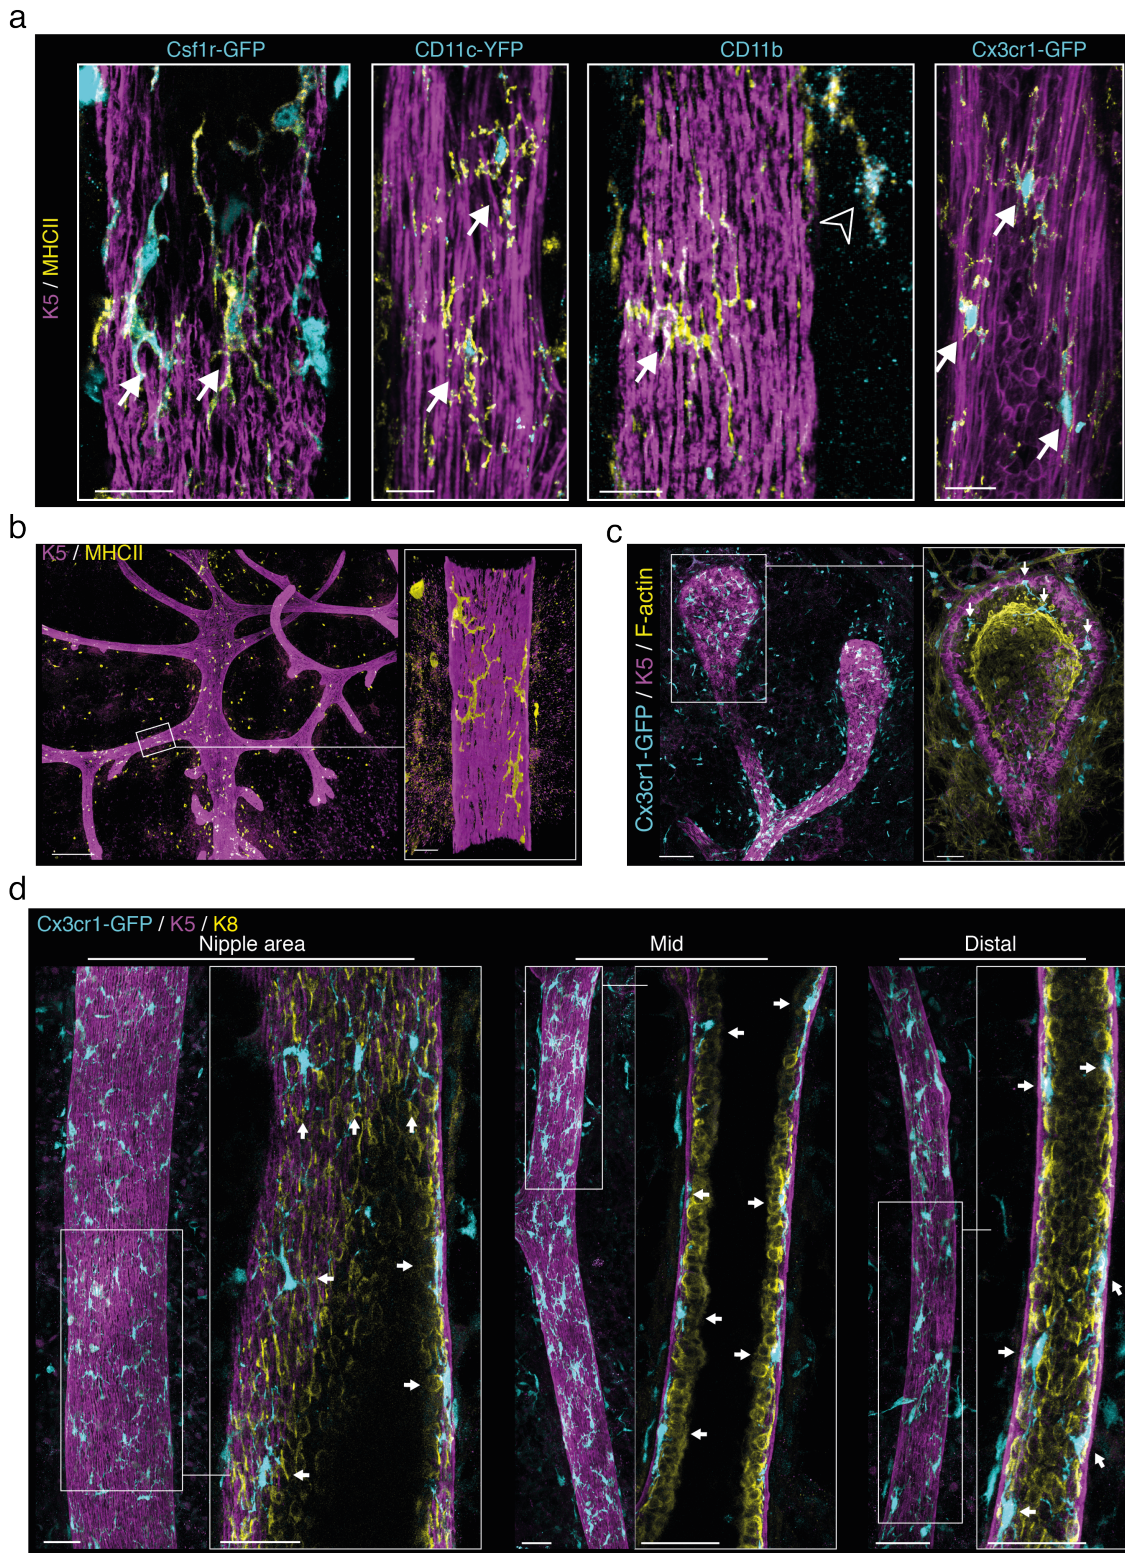 a
Csf1r-GFP
CD11c-YFP
CD11b
Cx3cr1-GFP
K5 / MHCII
b
K5 / MHCII
c
Cx3cr1-GFP / K5 / F-actin
d
Cx3cr1-GFP / K5 / K8
Nipple area
Mid
Distal